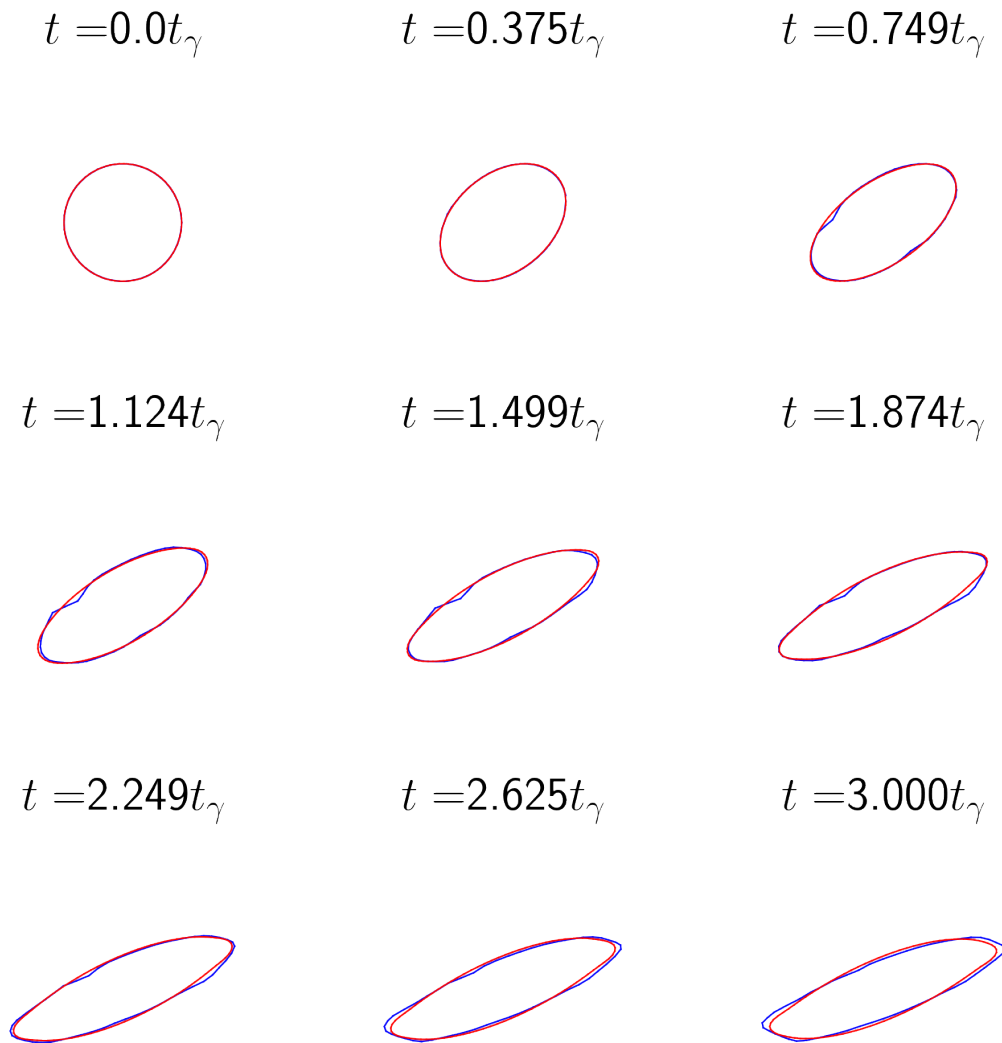 t =0.0tγ t =0.375tγ t =0.749tγ
t =1.124tγ t =1.499tγ t =1.874tγ
t =2.249tγ t =2.625tγ t =3.000tγ